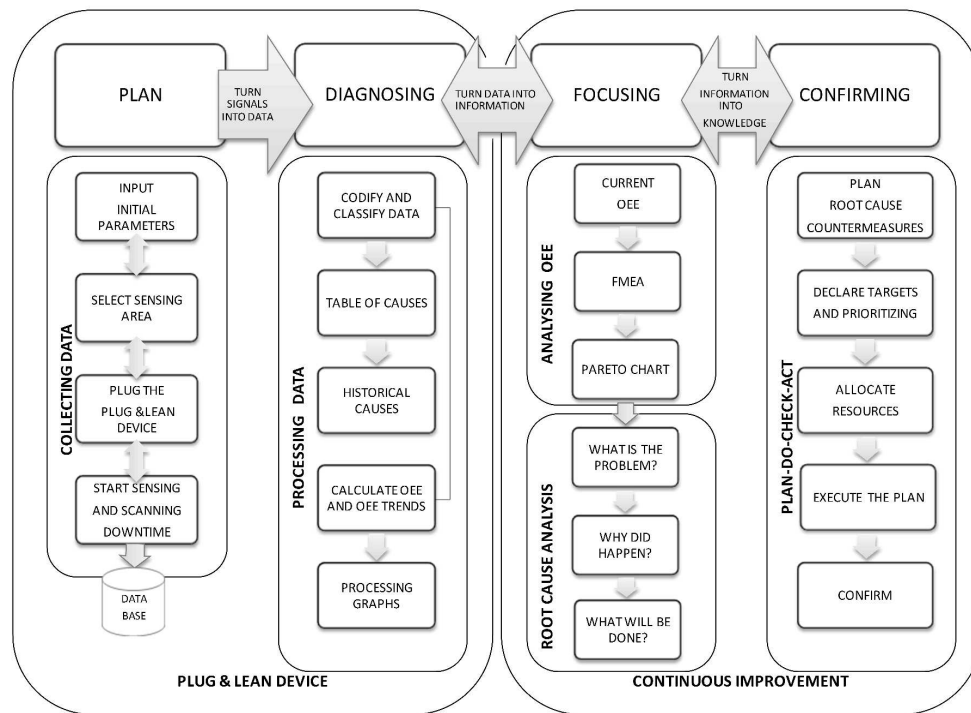 PLAN
TURN
SIGNALS
INTO DATA
DIAGNOSING
TURN DATA INTO
INFORMATION
FOCUSING
TURN
INFORMATION
INTO
KNOWLEDGE
CONFIRMING
COLLECTING DATA
INPUT
INITIAL
PARAMETERS
SELECT SENSING
AREA
PLUG THE
PLUG &LEAN
DEVICE
START SENSING
AND SCANNING
DOWNTIME
DATA
BASE
PROCESSING DATA
CODIFY AND
CLASSIFY DATA
TABLE OF CAUSES
HISTORICAL
CAUSES
CALCULATE OEE
AND OEE TRENDS
PROCESSING
GRAPHS
ANALYSING OEE
CURRENT
OEE
FMEA
PARETO CHART
ROOT CAUSE ANALYSIS
WHAT IS THE
PROBLEM?
WHY DID
HAPPEN?
WHAT WILL BE
DONE?
PLAN-DO-CHECK-ACT
PLAN
ROOT CAUSE
COUNTERMEASURES
DECLARE TARGETS
AND PRIORITIZING
ALLOCATE
RESOURCES
EXECUTE THE PLAN
CONFIRM
PLUG & LEAN DEVICE
CONTINUOUS IMPROVEMENT